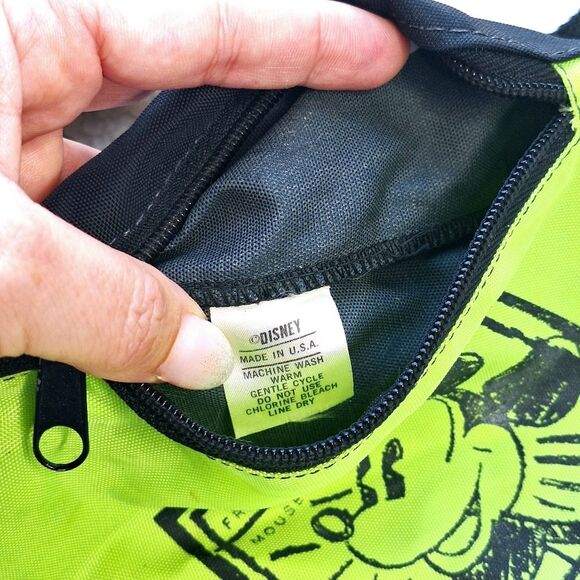 ©DISNEY
MADE IN U.S.A.
MACHINE WASH
WARM
GENTLE CYCLE
DO NOT USE
CHLORINE BLEACH
LINE DRY
MOUSE